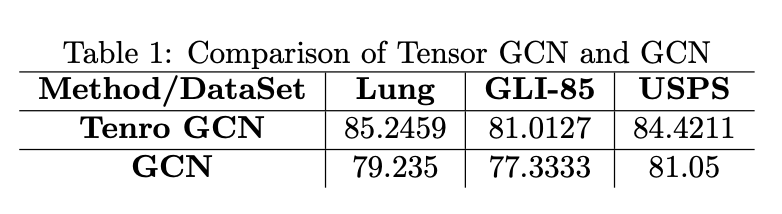 Table 1: Comparison of Tensor GCN and GCN
Method/DataSet Lung GLI-85 USPS
Tenro GCN 85.2459 81.0127 84.4211
GCN 79.235 77.3333 81.05